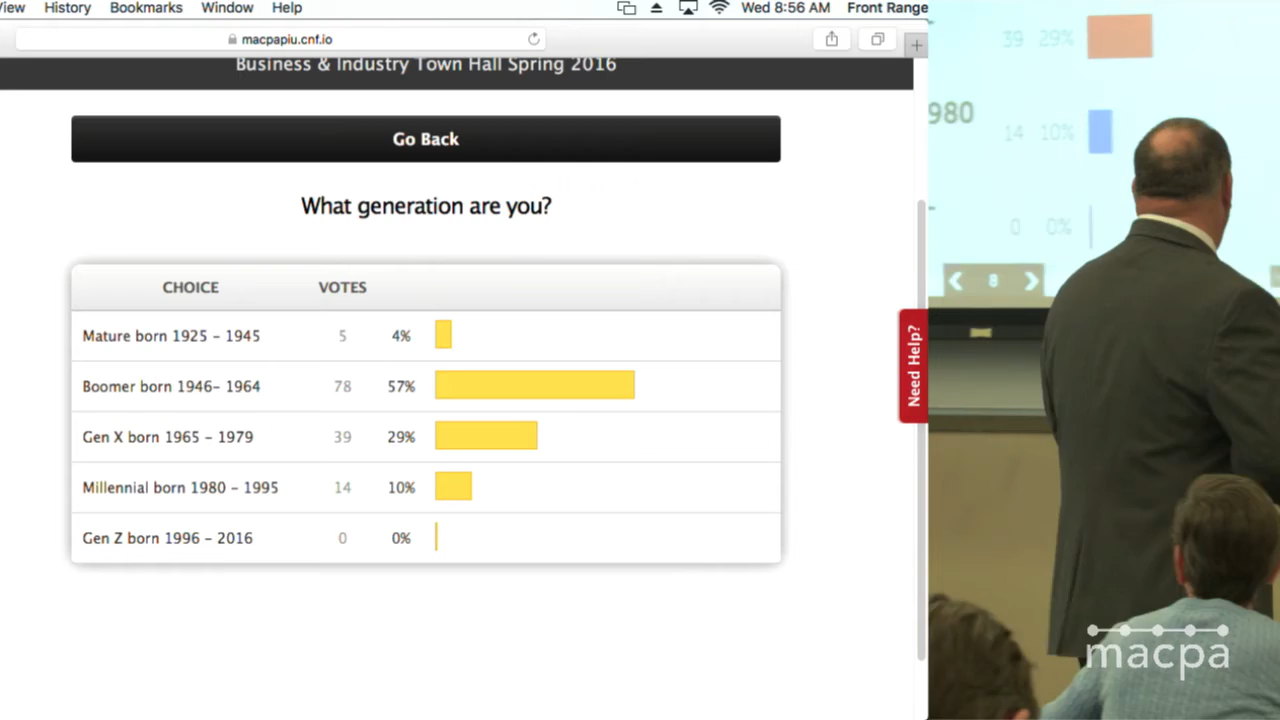 View History Bookmarks Window Help Wed 8:56 AM Front Range
macpapiu.cnf.io
Business & Industry Town Hall Spring 2016
Go Back
What generation are you?
CHOICE VOTES
Mature born 1925 - 1945 5 4%
Boomer born 1946- 1964 78 57%
Gen X born 1965 - 1979 39 29%
Millennial born 1980 - 1995 14 10%
Gen Z born 1996 - 2016 0 0%
Need Help?
39 29%
980
14 10%
0 0%
8
macpa